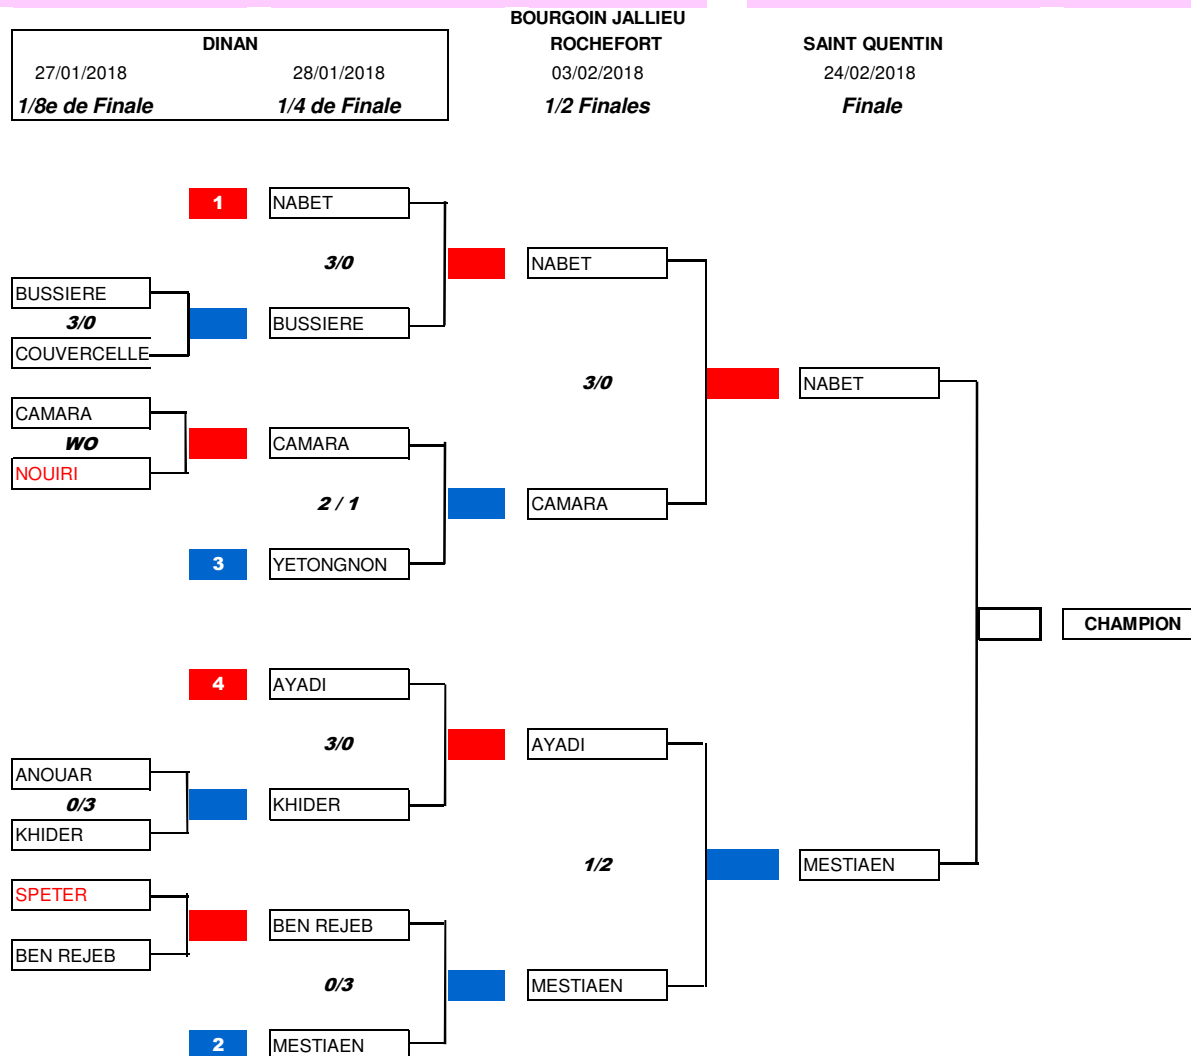 BOURGOIN JALLIEU
DINAN ROCHEFORT SAINT QUENTIN
27/01/2018 28/01/2018 03/02/2018 24/02/2018
1/8e de Finale 1/4 de Finale 1/2 Finales Finale
1 NABET
3/0 NABET
BUSSIERE
3/0 BUSSIERE
COUVERCELLE
3/0 NABET
CAMARA
WO CAMARA
NOUIRI
2 / 1 CAMARA
3 YETONGNON
CHAMPION
4 AYADI
3/0 AYADI
ANOUAR
0/3 KHIDER
KHIDER
1/2 MESTIAEN
SPETER
BEN REJEB
BEN REJEB
0/3 MESTIAEN
2 MESTIAEN